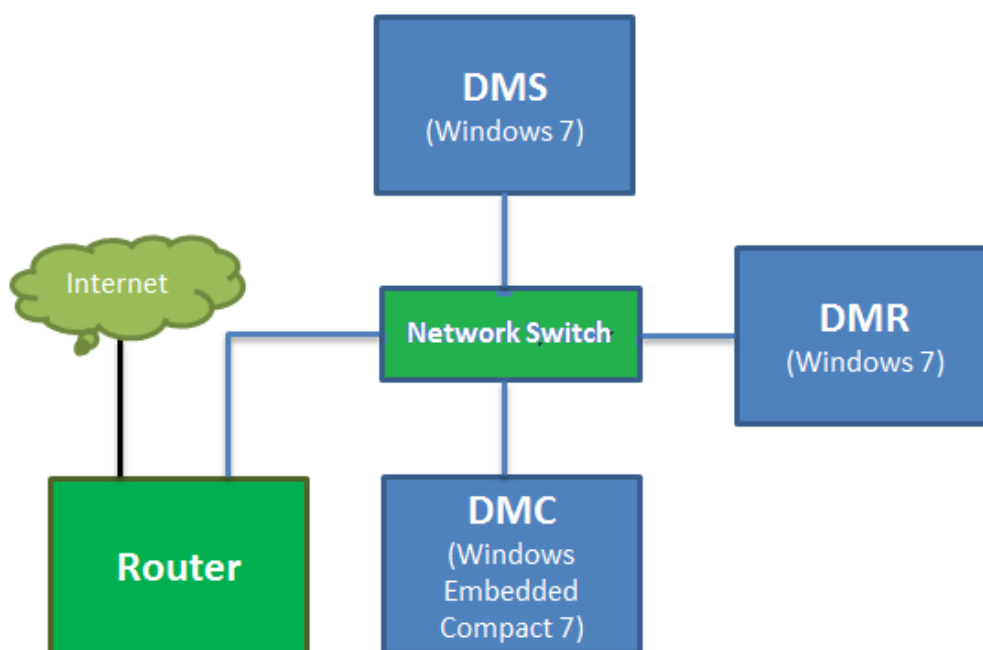 DMS
(Windows 7)
Internet
Network Switch
DMR
(Windows 7)
Router
DMC
(Windows
Embedded
Compact 7)